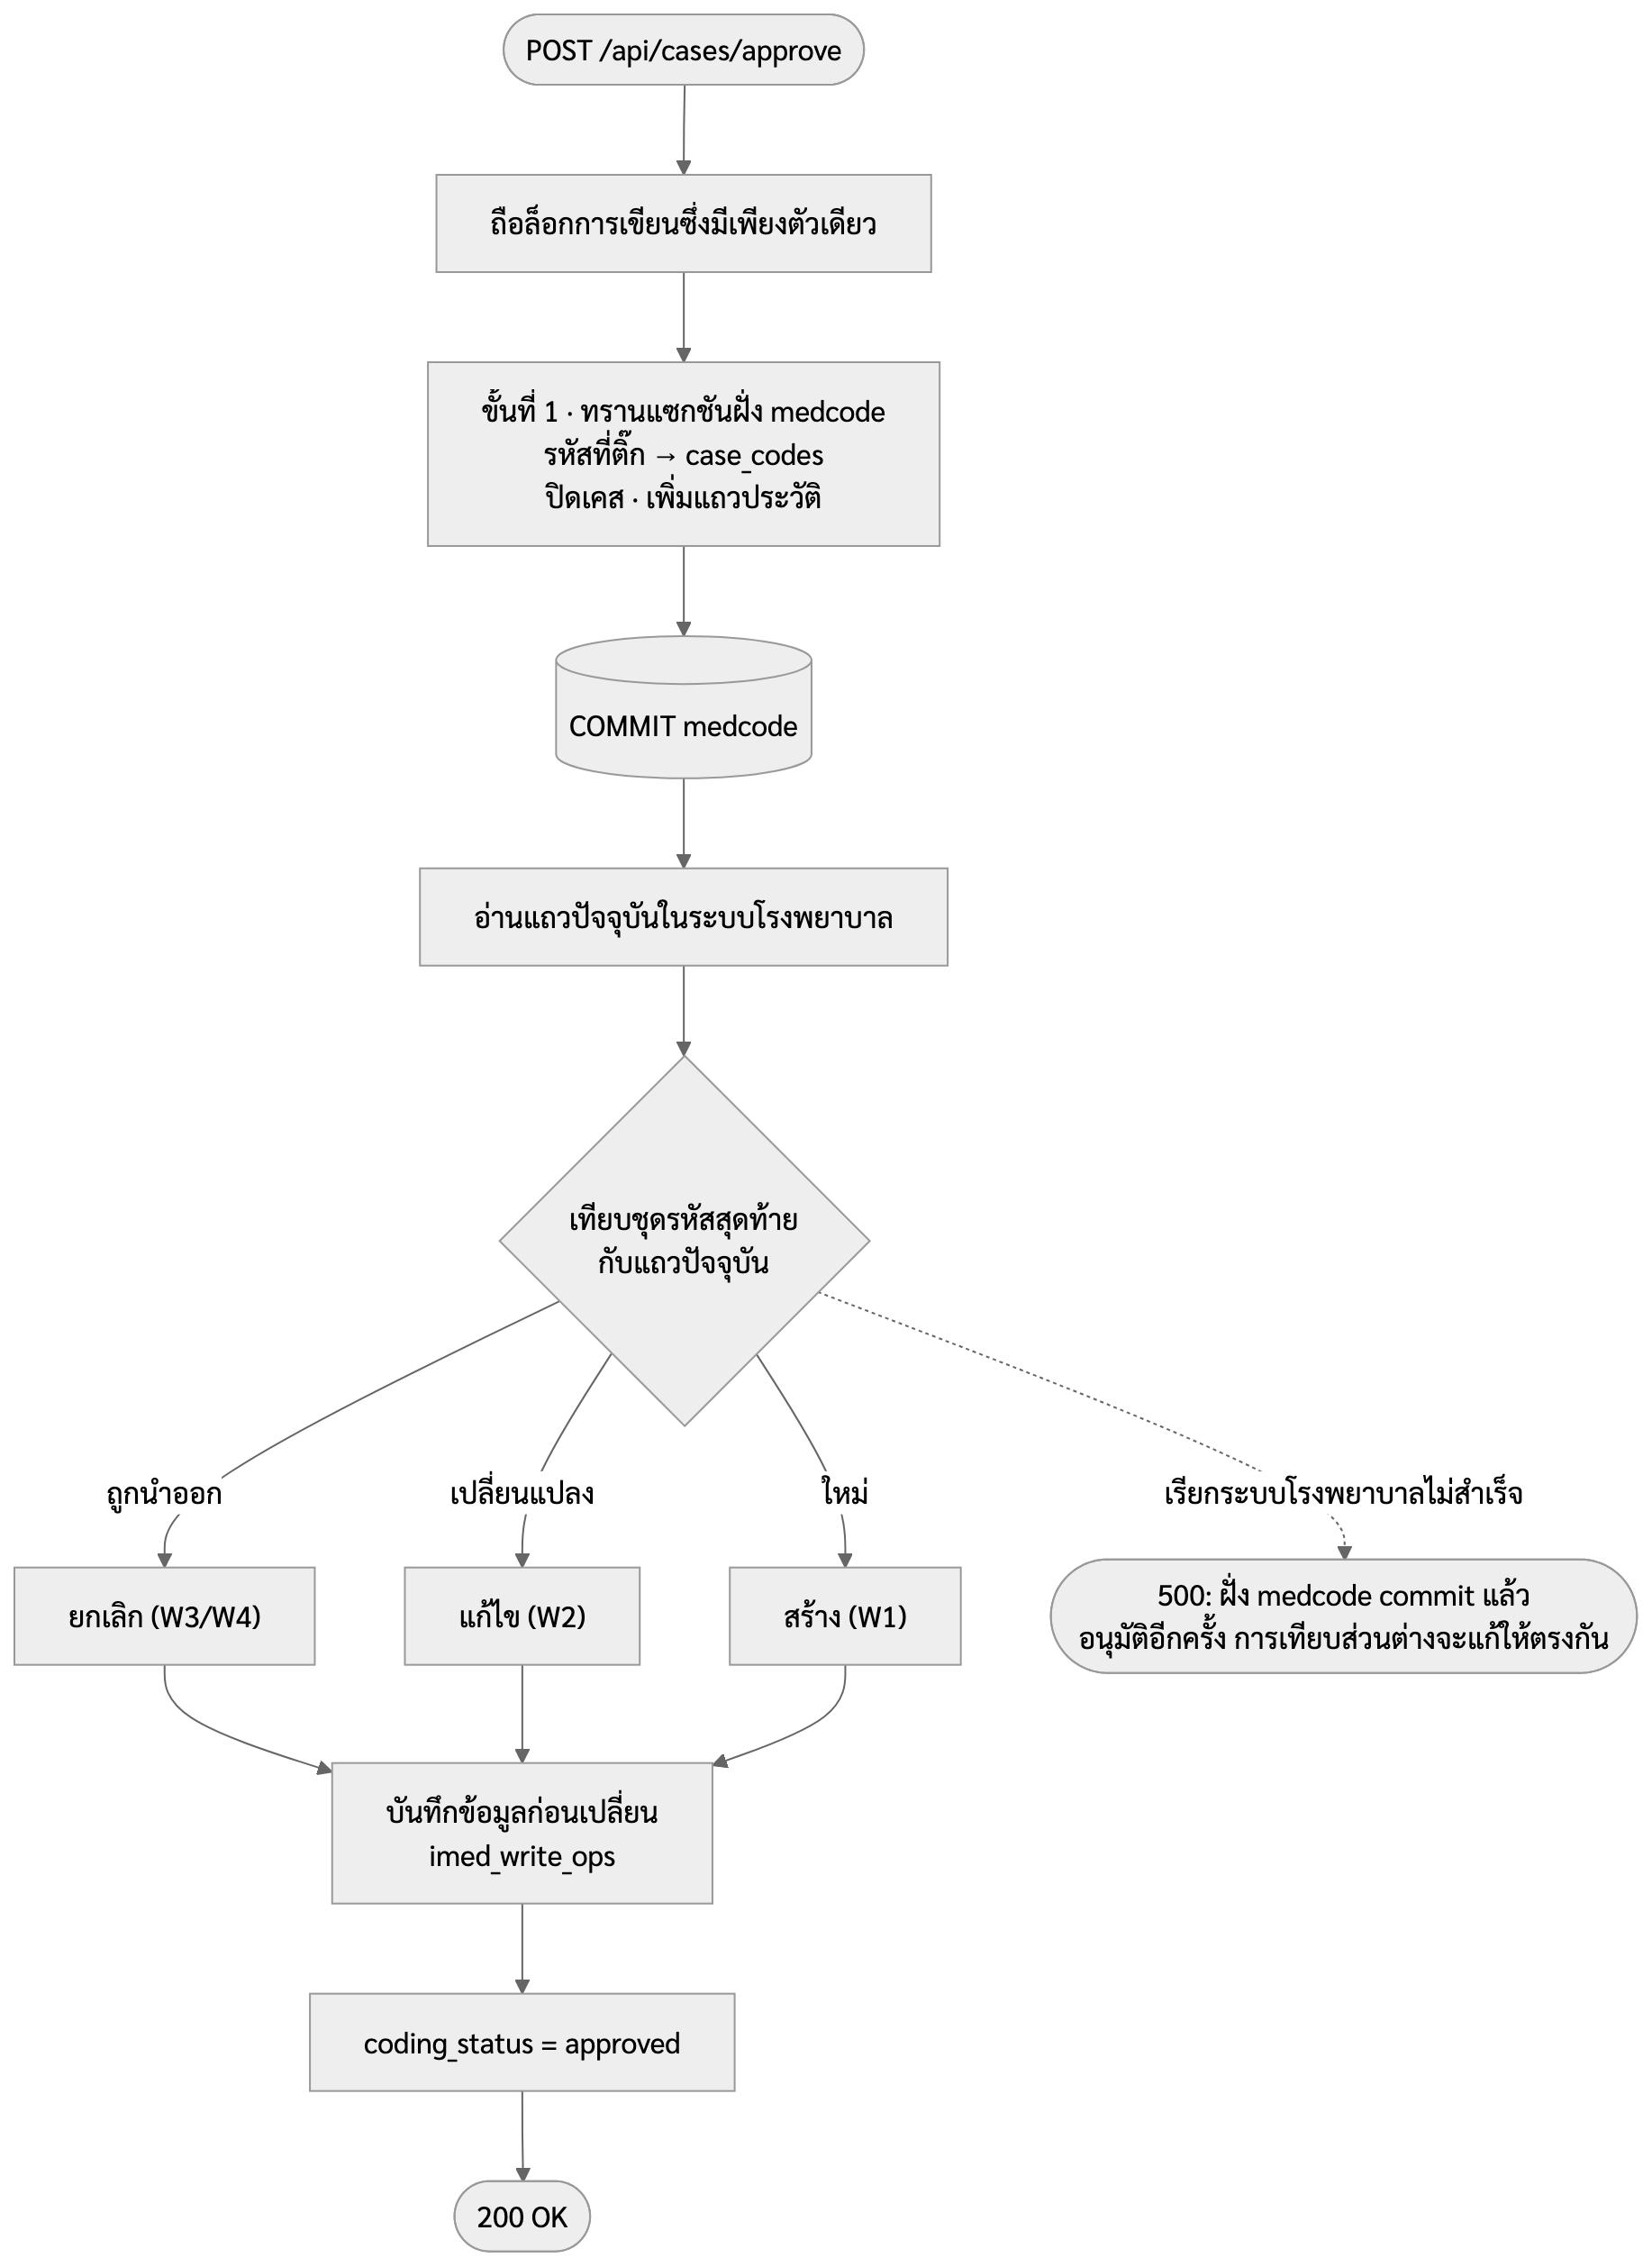 POST /api/cases/approve
ถือล็อกการเขียนซึ่งมีเพียงตัวเดียว
ขั้นที่ 1 · ทรานแซกชันฝั่ง medcode
รหัสที่ติ๊ก → case_codes
ปิดเคส · เพิ่มแถวประวัติ
COMMIT medcode
อ่านแถวปัจจุบันในระบบโรงพยาบาล
เทียบชุดรหัสสุดท้าย
กับแถวปัจจุบัน
ถูกนำออก
เปลี่ยนแปลง
ใหม่
เรียกระบบโรงพยาบาลไม่สำเร็จ
ยกเลิก (W3/W4)
แก้ไข (W2)
สร้าง (W1)
500: ฝั่ง medcode commit แล้ว
อนุมัติอีกครั้ง การเทียบส่วนต่างจะแก้ให้ตรงกัน
บันทึกข้อมูลก่อนเปลี่ยน
imed_write_ops
coding_status = approved
200 OK